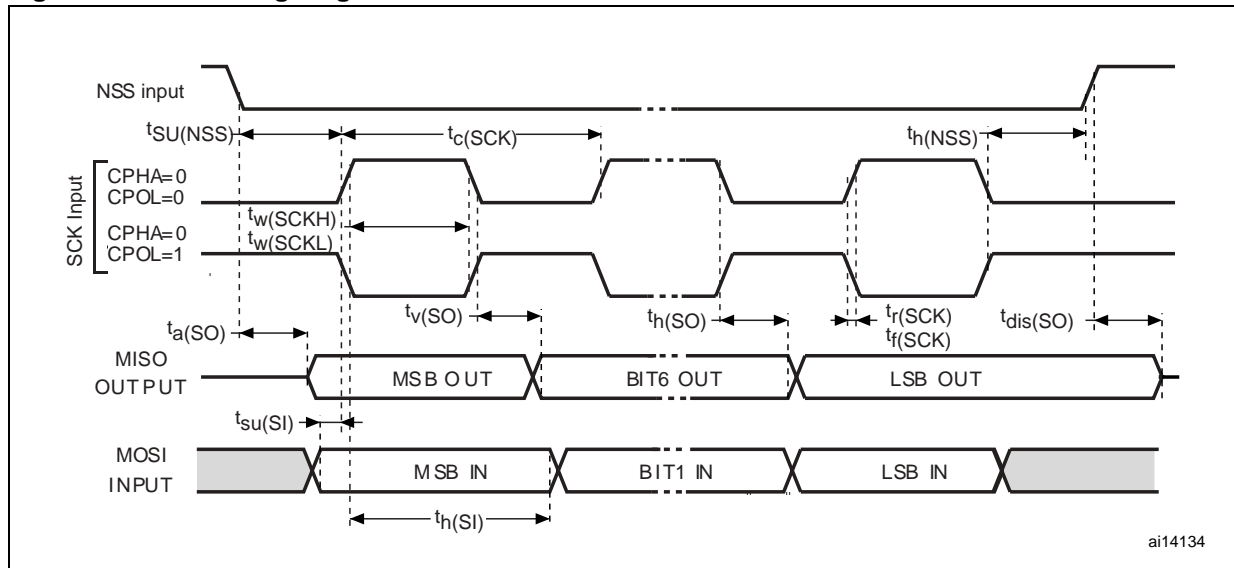 NSS input
tSU(NSS)
tc(SCK)
th(NSS)
SCK Input
CPHA=0
CPOL=0
tw(SCKH)
tw(SCKL)
CPHA=0
CPOL=1
ta(SO)
tv(SO)
th(SO)
tr(SCK)
tf(SCK)
tdis(SO)
MISO
OUTPUT
MSB OUT
BIT6 OUT
LSB OUT
tsu(SI)
MOSI
INPUT
MSB IN
BIT1 IN
LSB IN
th(SI)
ai14134